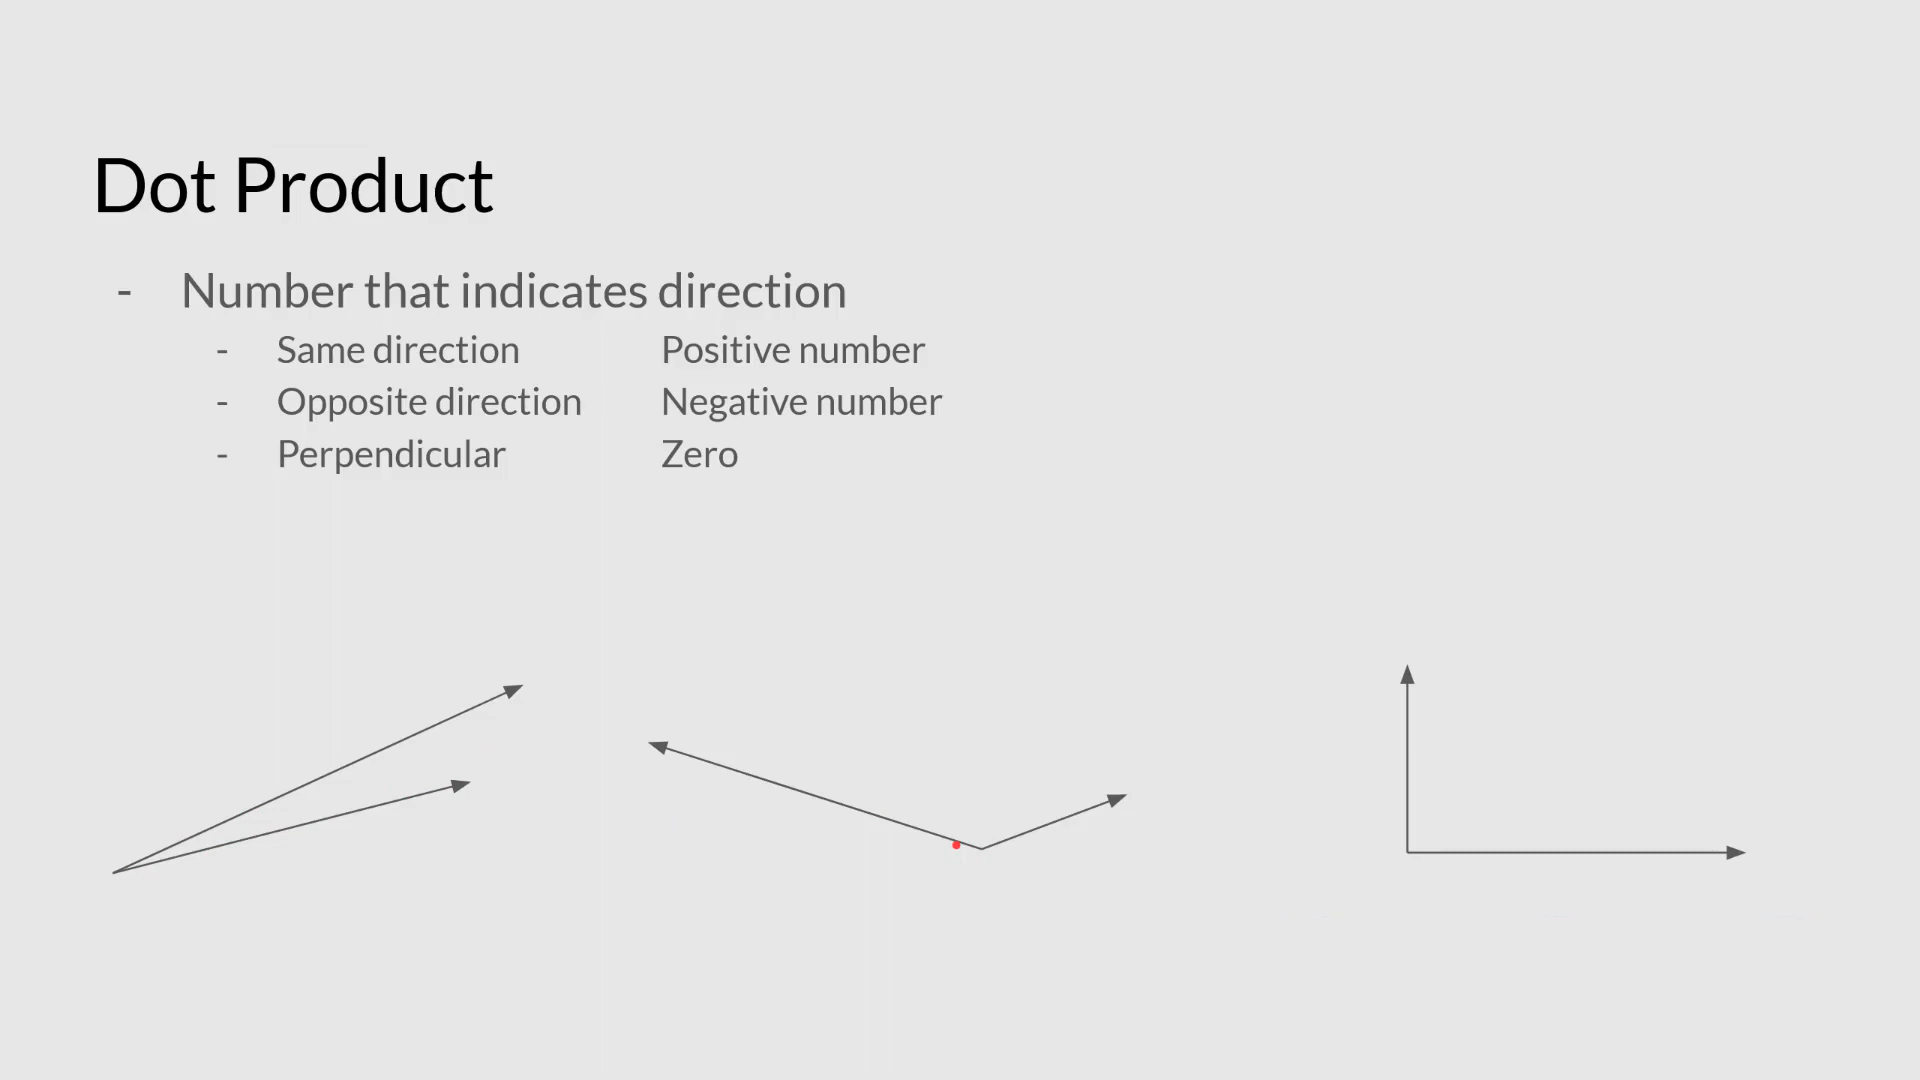 Dot Product
- Number that indicates direction
- Same direction Positive number
- Opposite direction Negative number
- Perpendicular Zero